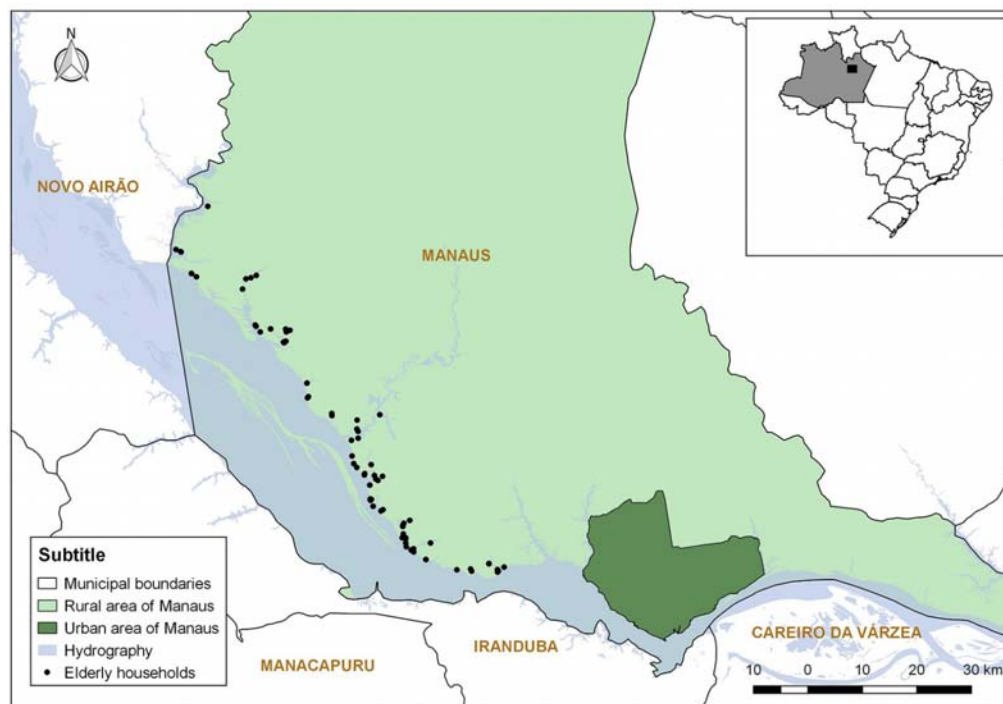 N
NOVO AIRÃO
MANAUS
Subtitle
Municipal boundaries
Rural area of Manaus
Urban area of Manaus
Hydrography
Elderly households
MANACAPURU
IRANDUBA
CAREIRO DA VÁRZEA
10 0 10 20 30 km